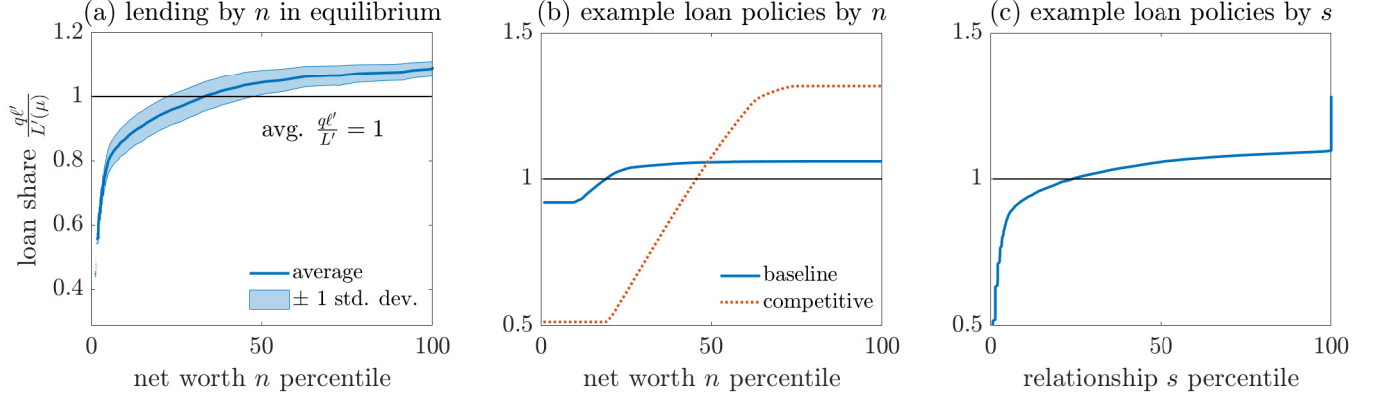 (a) lending by n in equilibrium
loan share qℓ′/L′(μ)
1.2
1
0.8
0.6
0.4
avg. qℓ′/L′ = 1
average
± 1 std. dev.
0 50 100
net worth n percentile
(b) example loan policies by n
1.5
1
0.5
baseline
competitive
0 50 100
net worth n percentile
(c) example loan policies by s
1.5
1
0.5
0 50 100
relationship s percentile